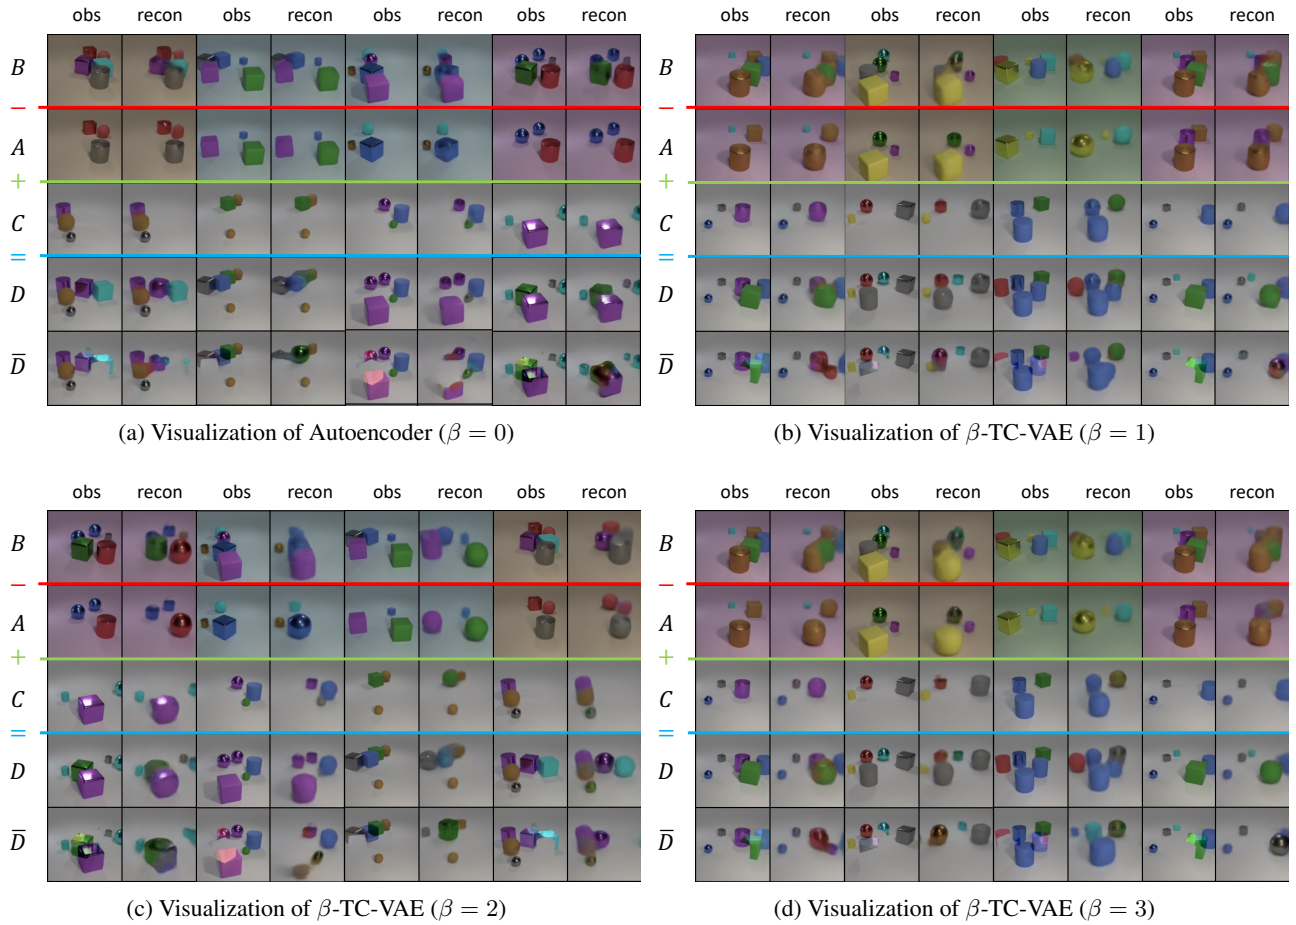 obs recon obs recon obs recon obs recon
B
−
A
+
C
=
D
D̅
(a) Visualization of Autoencoder (β = 0)
obs recon obs recon obs recon obs recon
B
−
A
+
C
=
D
D̅
(b) Visualization of β-TC-VAE (β = 1)
obs recon obs recon obs recon obs recon
B
−
A
+
C
=
D
D̅
(c) Visualization of β-TC-VAE (β = 2)
obs recon obs recon obs recon obs recon
B
−
A
+
C
=
D
D̅
(d) Visualization of β-TC-VAE (β = 3)